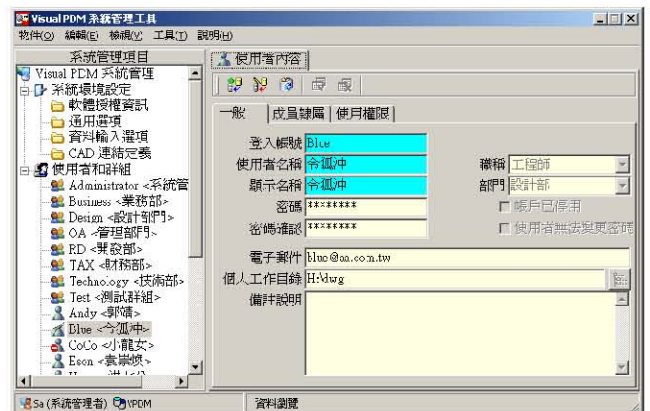 Visual PDM 系統管理工具
物件(O) 編輯(E) 檢視(V) 工具(T) 說明(H)
系統管理項目
Visual PDM 系統管理
系統環境設定
軟體授權資訊
通用選項
資料輸入選項
CAD 連結定義
使用者和群組
Administrator <系統管
Business <業務部>
Design <設計部門>
OA <管理部門>
RD <開發部>
TAX <財務部>
Technology <技術部>
Test <測試群組>
Andy <郭靖>
Blue <令狐冲>
CoCo <小龍女>
Eson <袁崇煥>
使用者內容
一般 成員隸屬 使用權限
登入帳號 Blue
使用者名稱 令狐冲 職稱 工程師
顯示名稱 令狐冲 部門 設計部
密碼 ******** 帳戶已停用
密碼確認 ******** 使用者無法變更密碼
電子郵件 blue@aa.com.tw
個人工作目錄 H:\dwg
備註說明
Sa (系統管理者) VPDM 資料瀏覽